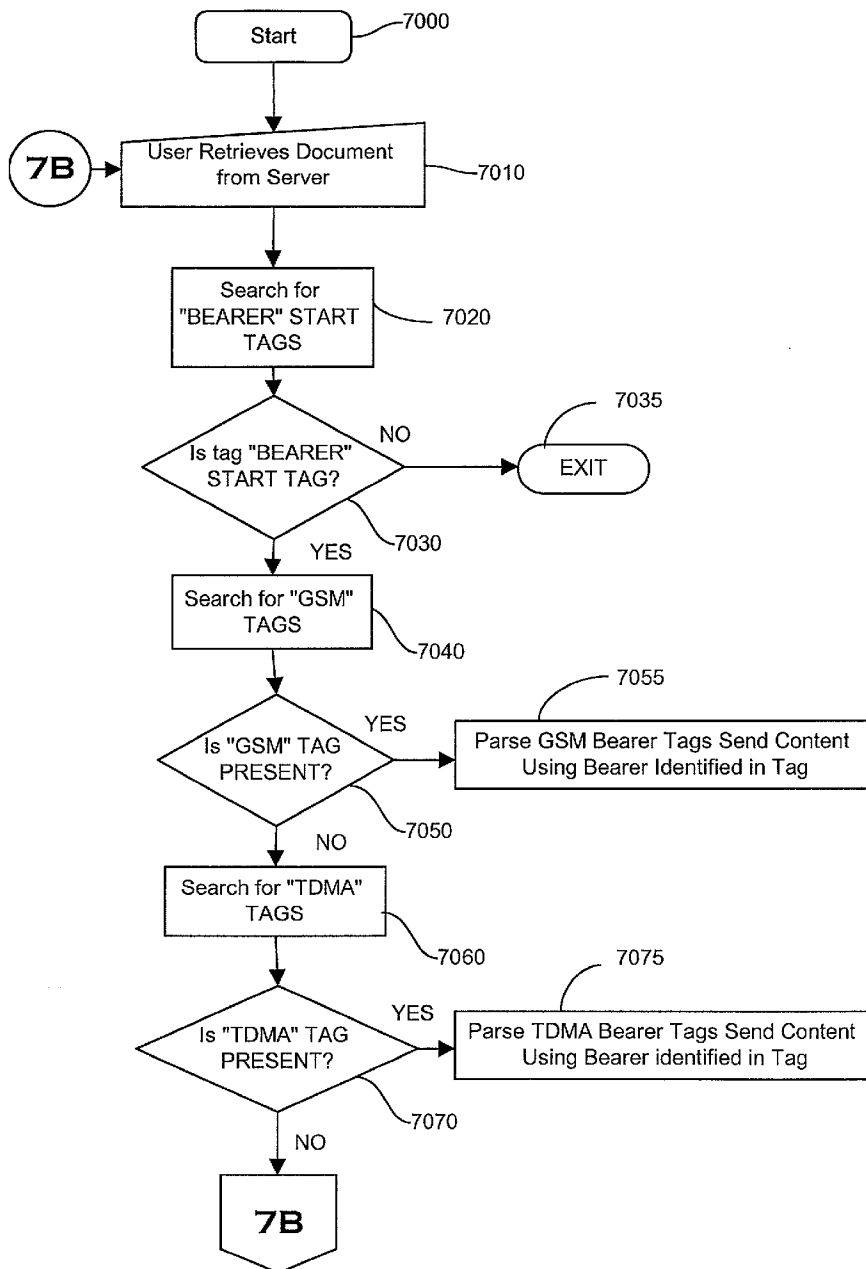 Start
7000
7B
User Retrieves Document
from Server
7010
Search for
"BEARER" START
TAGS
7020
Is tag "BEARER"
START TAG?
NO
7035
EXIT
7030
YES
Search for "GSM"
TAGS
7040
Is "GSM" TAG
PRESENT?
YES
7055
Parse GSM Bearer Tags Send Content
Using Bearer Identified in Tag
7050
NO
Search for "TDMA"
TAGS
7060
Is "TDMA" TAG
PRESENT?
YES
7075
Parse TDMA Bearer Tags Send Content
Using Bearer identified in Tag
7070
NO
7B